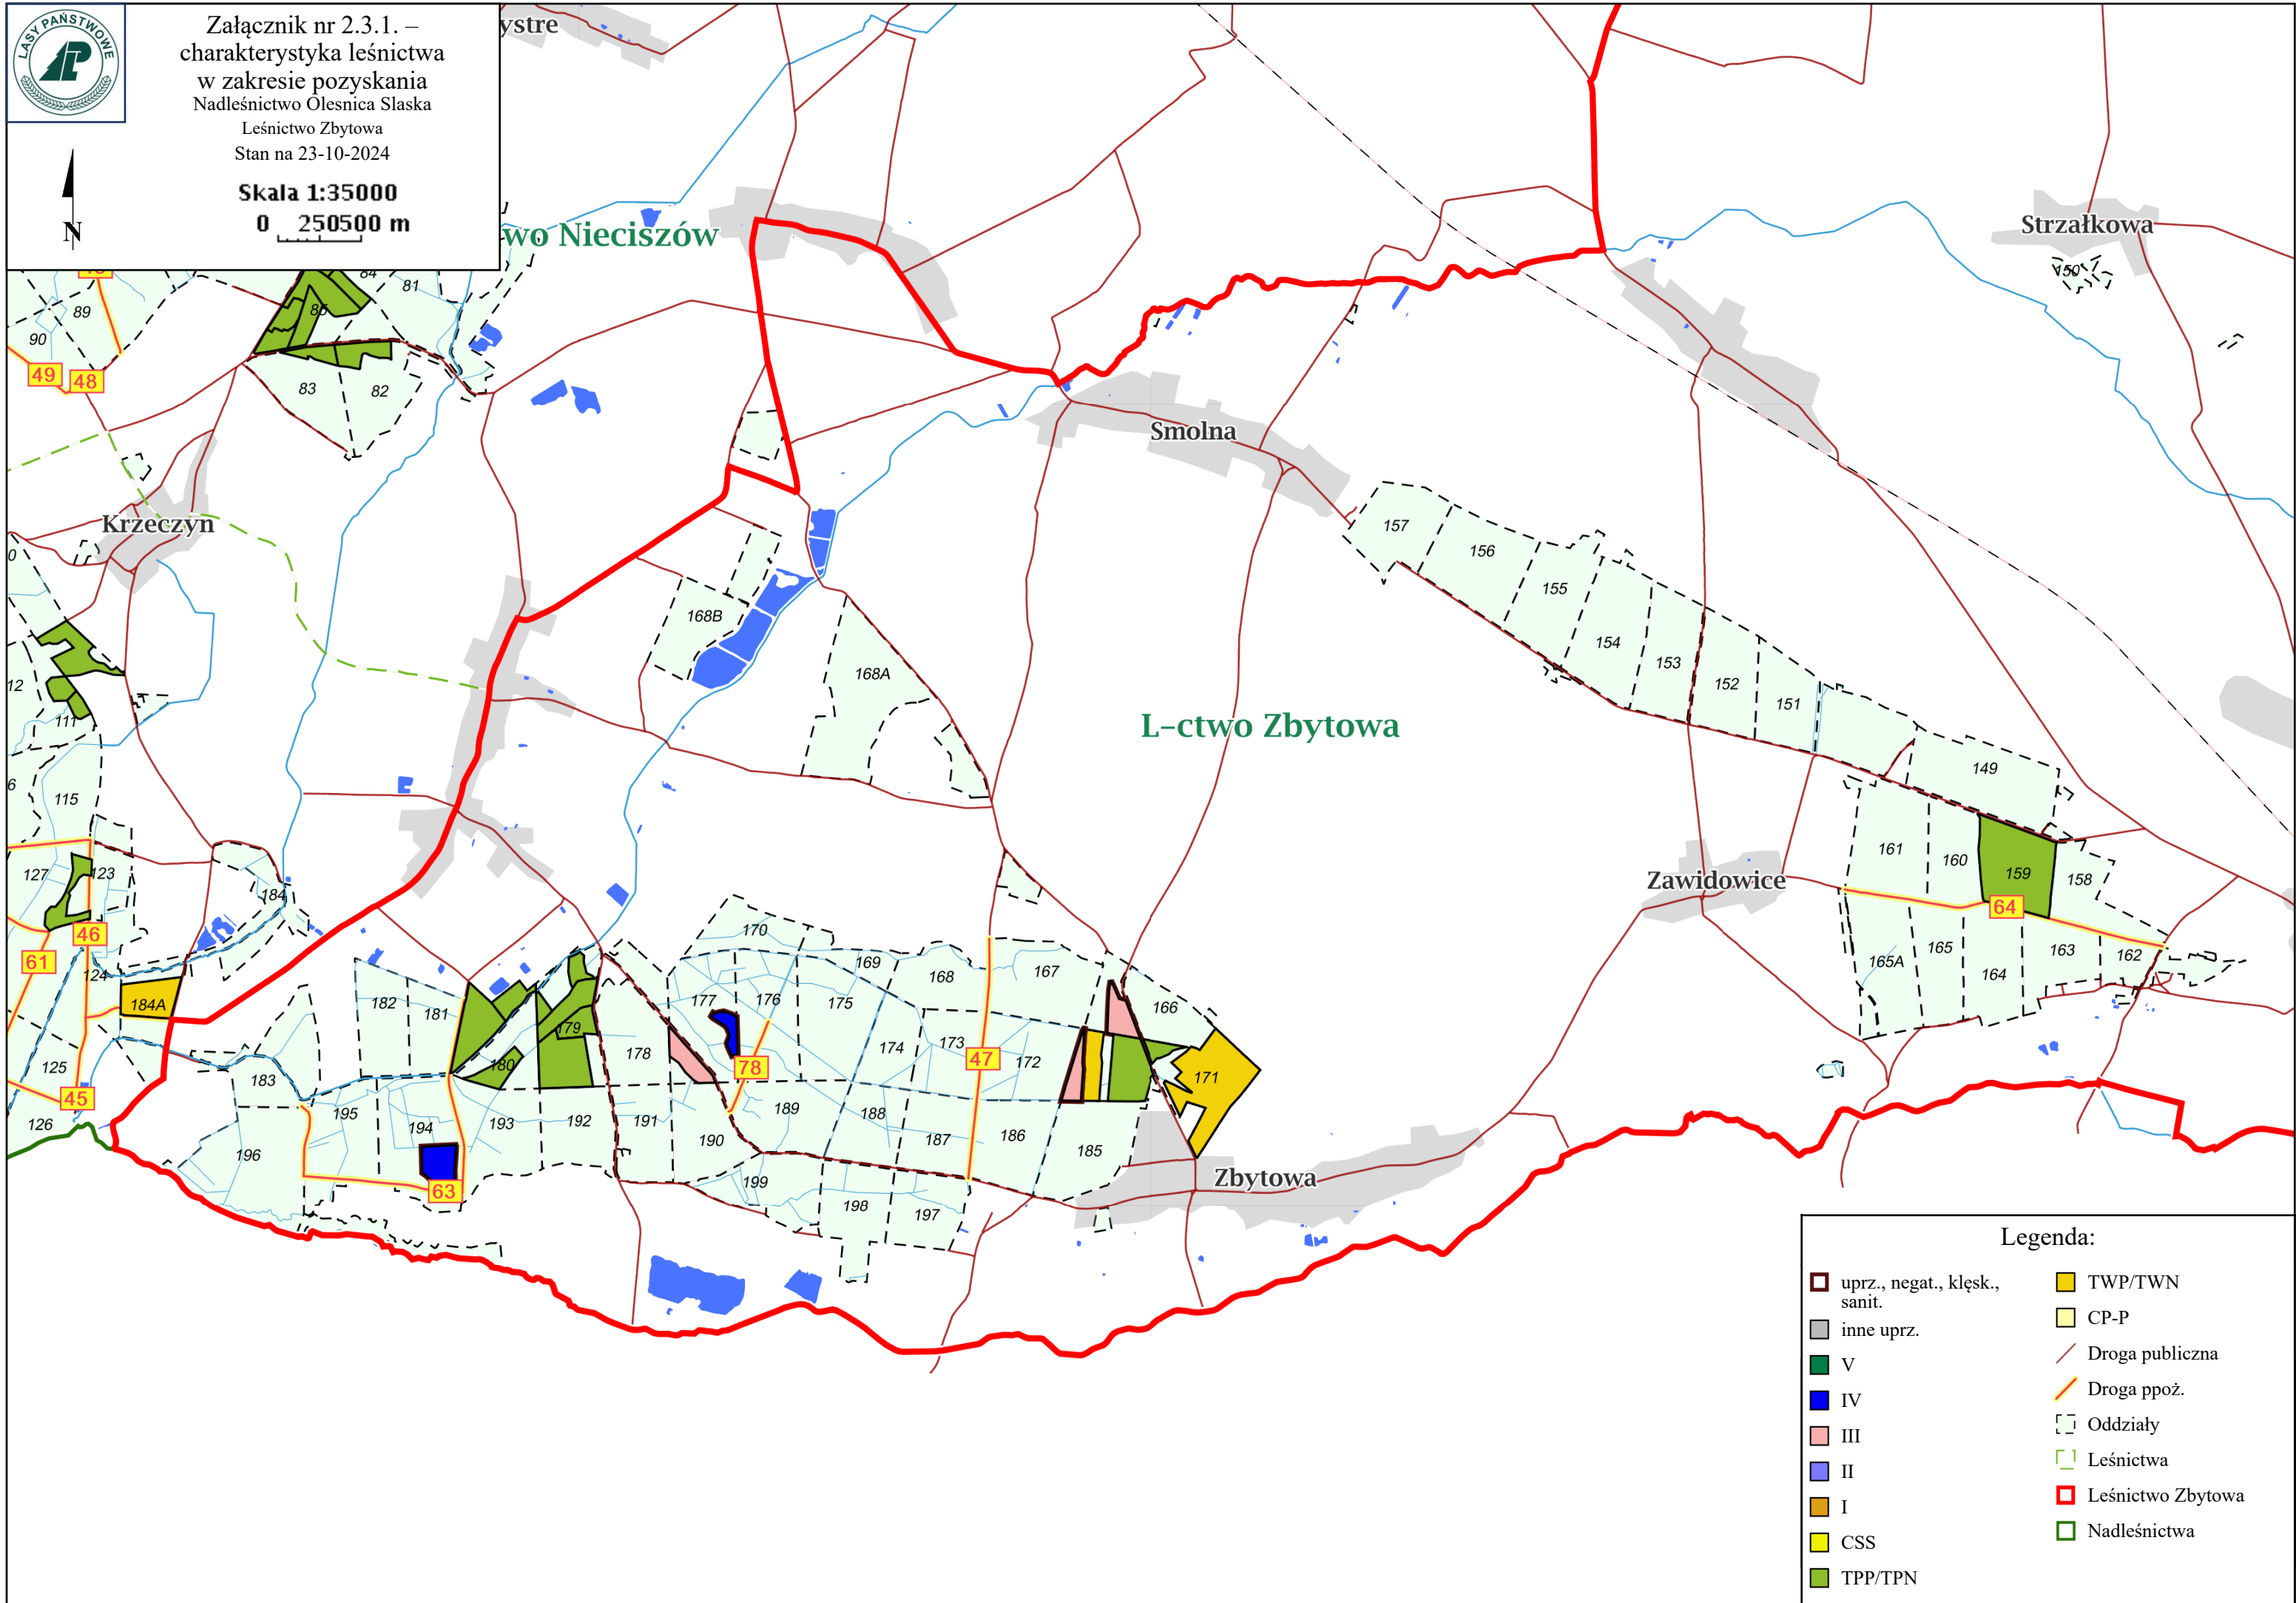 LASY PAŃSTWOWE
Załącznik nr 2.3.1. –
charakterystyka leśnictwa
w zakresie pozyskania
Nadleśnictwo Olesnica Slaska
Leśnictwo Zbytowa
Stan na 23-10-2024
Skala 1:35000
0 250500 m
N
ystre
wo Nieciszów
Strzałkowa
150
84
81
85
89
90
49
48
83
82
Smolna
Krzeczyn
0
157
156
155
154
153
152
151
149
168B
168A
12
111
L-ctwo Zbytowa
6
115
161
160
159
158
127
123
184
Zawidowice
64
46
61
124
184A
170
169
168
167
165A
165
164
163
162
182
181
179
180
178
177
176
175
166
174
173
172
47
78
171
125
45
126
183
195
194
193
192
191
190
189
188
187
186
185
196
63
199
198
197
Zbytowa
Legenda:
uprz., negat., klęsk.,
sanit.
inne uprz.
V
IV
III
II
I
CSS
TPP/TPN
TWP/TWN
CP-P
Droga publiczna
Droga ppoż.
Oddziały
Leśnictwa
Leśnictwo Zbytowa
Nadleśnictwa